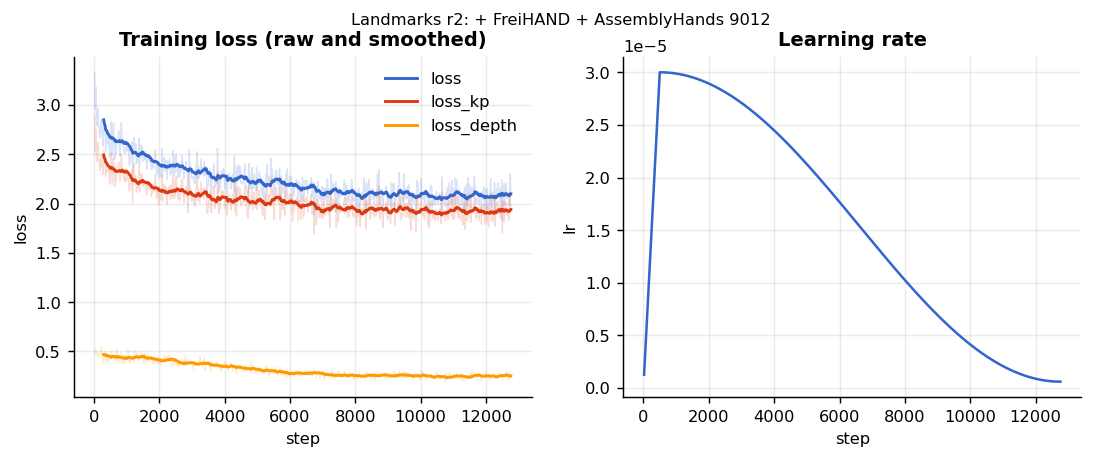 Landmarks r2: + FreiHAND + AssemblyHands 9012
Training loss (raw and smoothed)
loss
loss_kp
loss_depth
3.0
2.5
2.0
1.5
1.0
0.5
loss
0 2000 4000 6000 8000 10000 12000
step
Learning rate
1e−5
3.0
2.5
2.0
1.5
1.0
0.5
0.0
lr
0 2000 4000 6000 8000 10000 12000
step